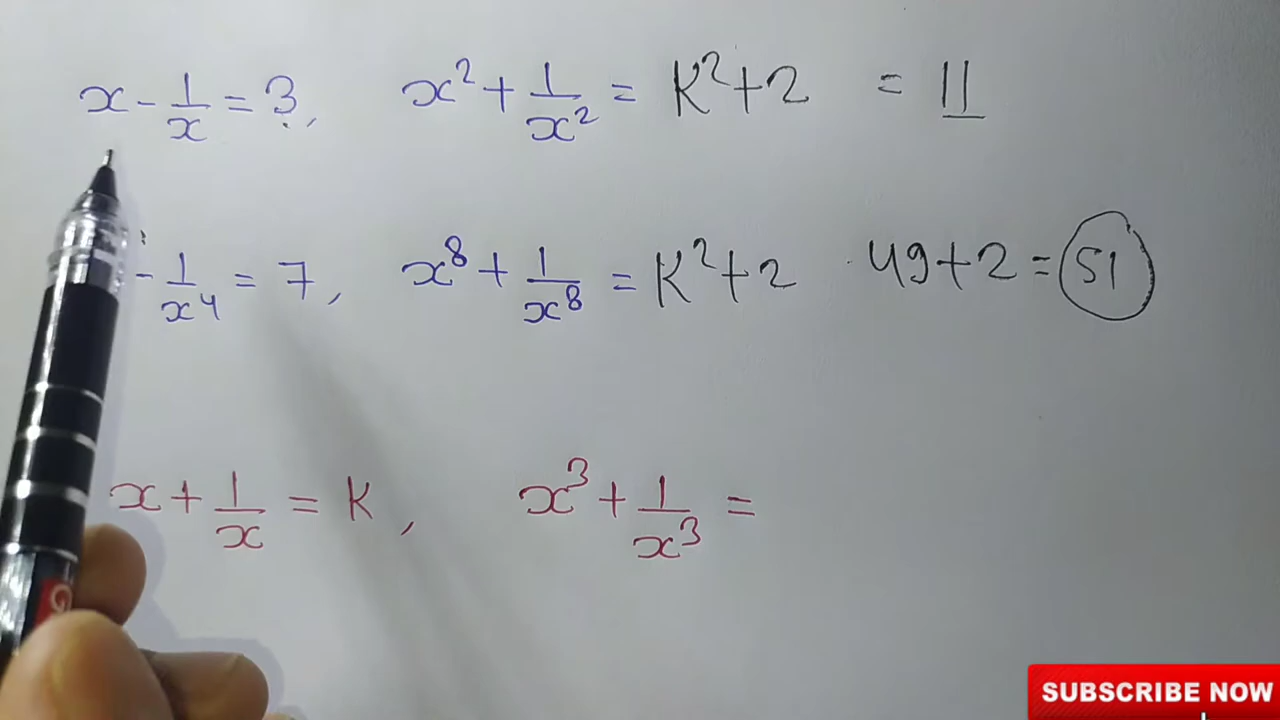 x - 1/x = 3, x² + 1/x² = K² + 2 = 11
- 1/x⁴ = 7, x⁸ + 1/x⁸ = K² + 2 49 + 2 = 51
x + 1/x = K, x³ + 1/x³ =
SUBSCRIBE NOW